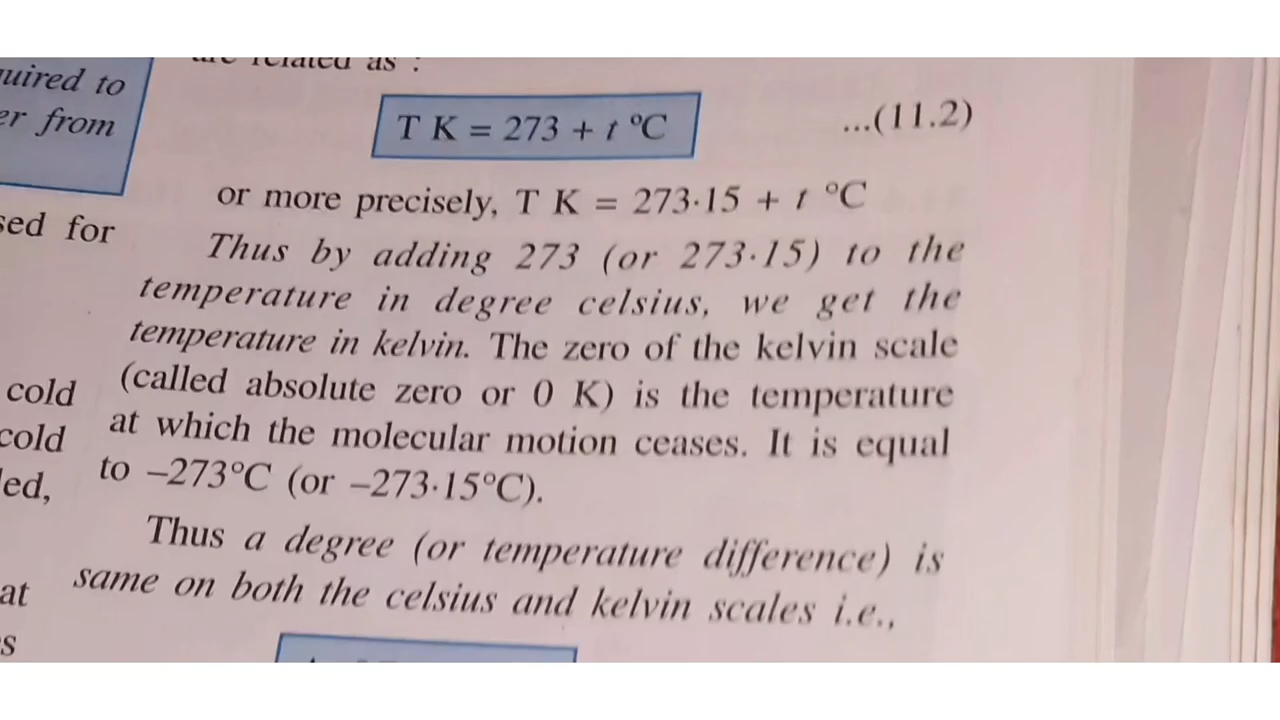 uired to
er from
sed for
cold
cold
led,
at
s
are related as :
T K = 273 + t °C ...(11.2)
or more precisely, T K = 273·15 + t °C
Thus by adding 273 (or 273·15) to the
temperature in degree celsius, we get the
temperature in kelvin. The zero of the kelvin scale
(called absolute zero or 0 K) is the temperature
at which the molecular motion ceases. It is equal
to –273°C (or –273·15°C).
Thus a degree (or temperature difference) is
same on both the celsius and kelvin scales i.e.,